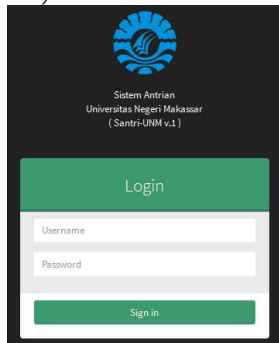 Sistem Antrian
Universitas Negeri Makassar
( Santri-UNM v.1 )
Login
Username
Password
Sign in